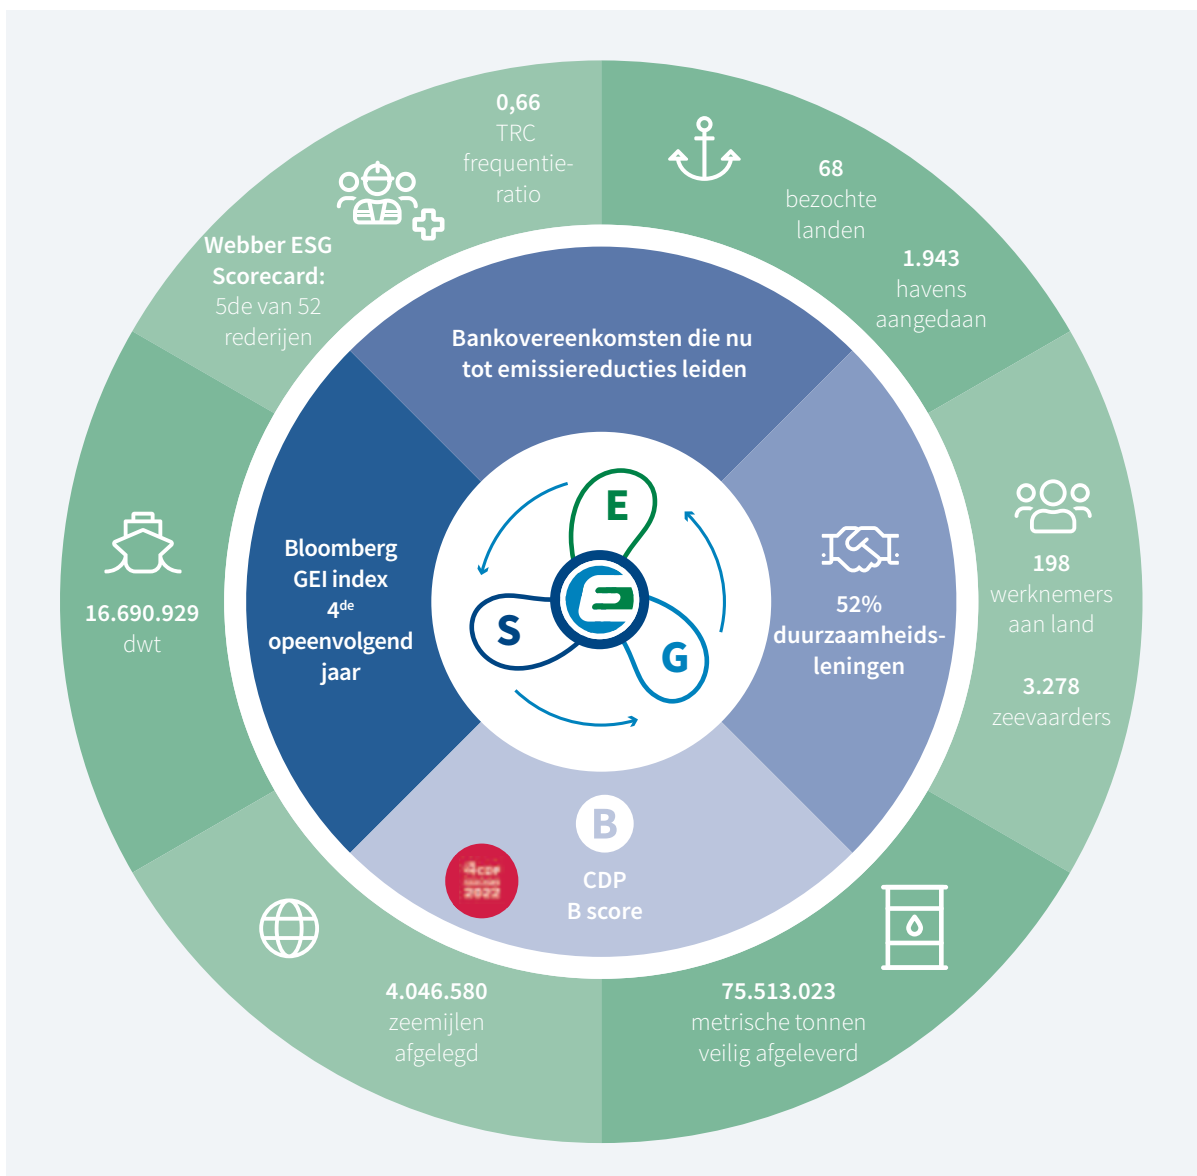 0,66
TRC
frequentie-
ratio
68
bezochte
landen
1.943
havens
aangedaan
Webber ESG
Scorecard:
5de van 52
rederijen
Bankovereenkomsten die nu
tot emissiereducties leiden
198
werknemers
aan land
3.278
zeevaarders
16.690.929
dwt
Bloomberg
GEI index
4de
opeenvolgend
jaar
E
S
G
52%
duurzaamheids-
leningen
B
CDP
B score
CDP
2022
4.046.580
zeemijlen
afgelegd
75.513.023
metrische tonnen
veilig afgeleverd